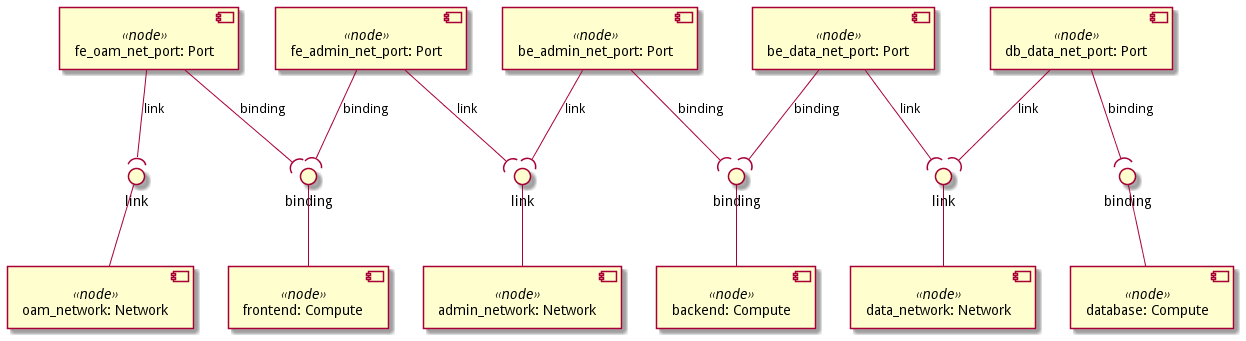 «node»
fe_oam_net_port: Port
«node»
fe_admin_net_port: Port
«node»
be_admin_net_port: Port
«node»
be_data_net_port: Port
«node»
db_data_net_port: Port
link
binding
binding
link
link
binding
binding
link
link
binding
link
binding
link
binding
link
binding
«node»
oam_network: Network
«node»
frontend: Compute
«node»
admin_network: Network
«node»
backend: Compute
«node»
data_network: Network
«node»
database: Compute